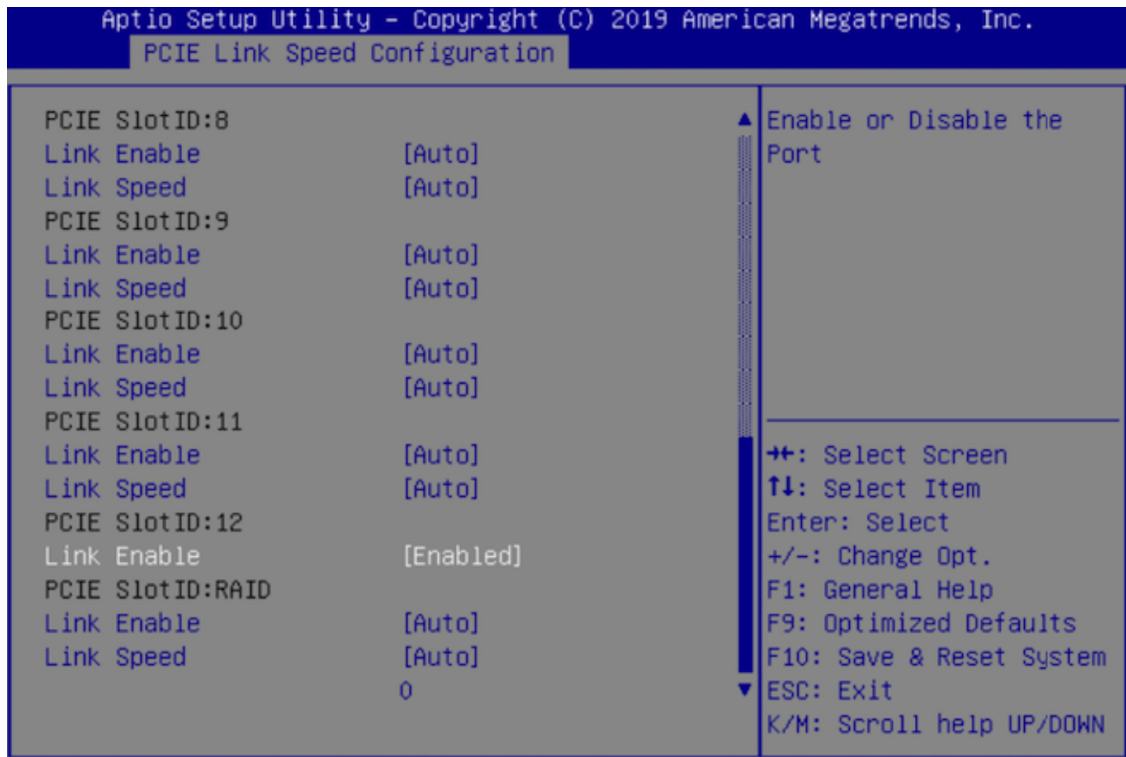 Aptio Setup Utility – Copyright (C) 2019 American Megatrends, Inc.
PCIE Link Speed Configuration
PCIE SlotID:8
Link Enable [Auto]
Link Speed [Auto]
PCIE SlotID:9
Link Enable [Auto]
Link Speed [Auto]
PCIE SlotID:10
Link Enable [Auto]
Link Speed [Auto]
PCIE SlotID:11
Link Enable [Auto]
Link Speed [Auto]
PCIE SlotID:12
Link Enable [Enabled]
PCIE SlotID:RAID
Link Enable [Auto]
Link Speed [Auto]
0
Enable or Disable the
Port
→←: Select Screen
↑↓: Select Item
Enter: Select
+/-: Change Opt.
F1: General Help
F9: Optimized Defaults
F10: Save & Reset System
ESC: Exit
K/M: Scroll help UP/DOWN